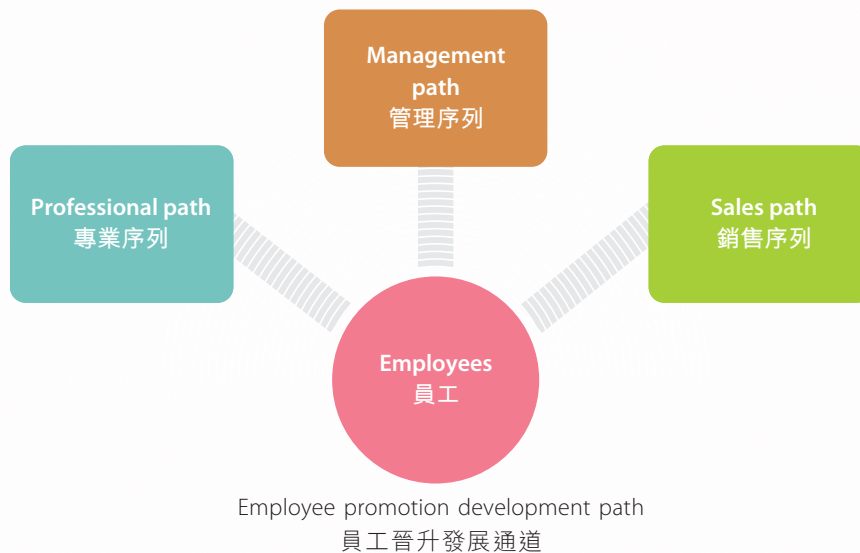 Management
path
管理序列
Professional path
專業序列
Sales path
銷售序列
Employees
員工
Employee promotion development path
員工晉升發展通道